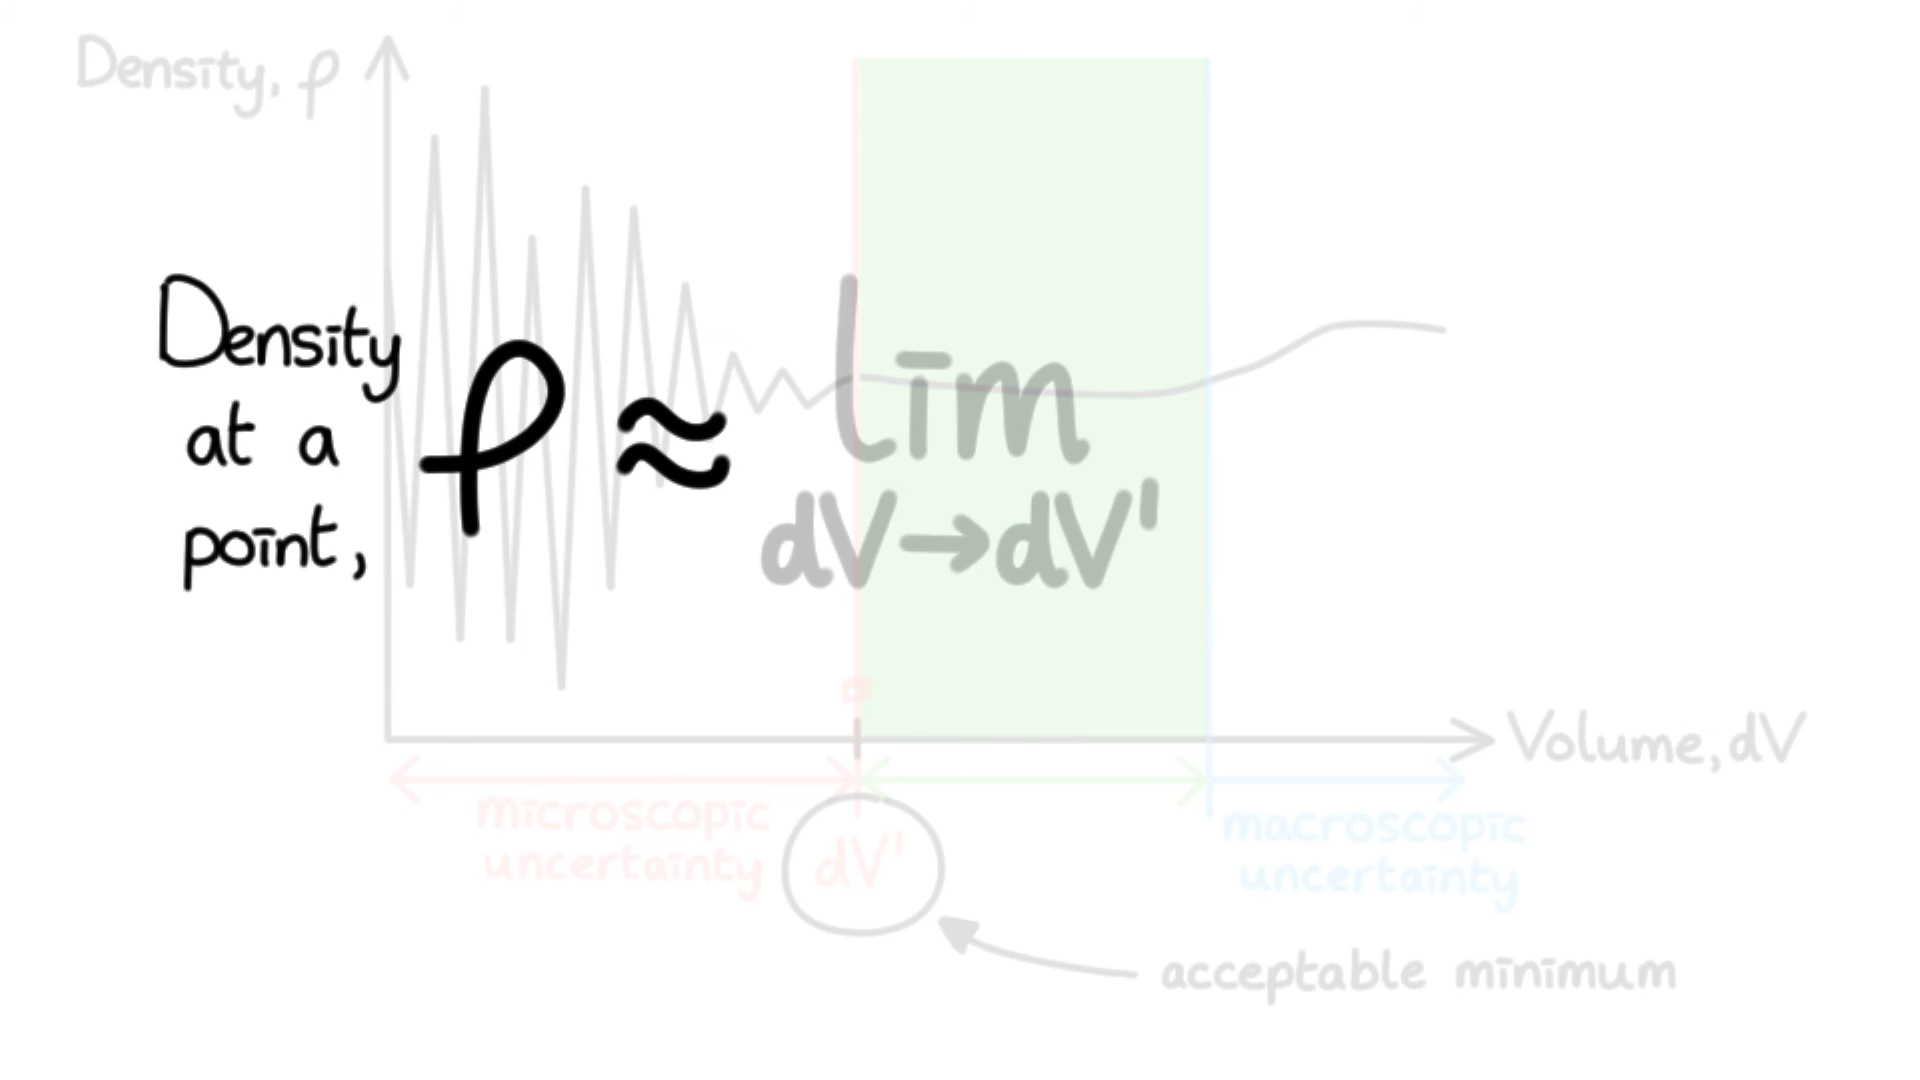 Density, ρ
Density
at a
point,
ρ ≈ lim
dV→dV'
Volume, dV
microscopic
uncertainty
dV'
macroscopic
uncertainty
acceptable minimum